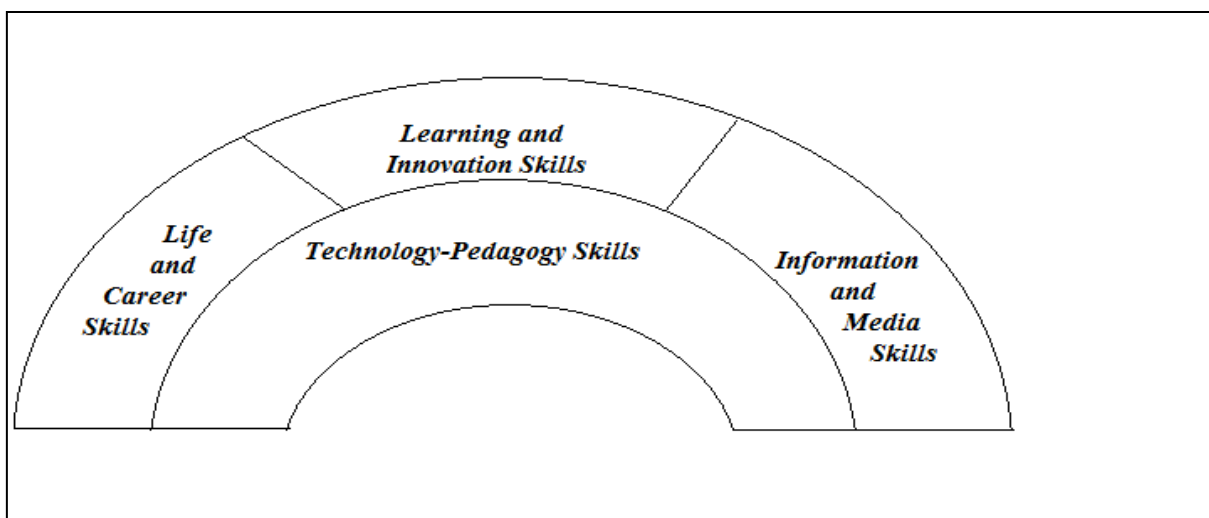 Learning and
Innovation Skills
Life
and
Career
Skills
Technology-Pedagogy Skills
Information
and
Media
Skills